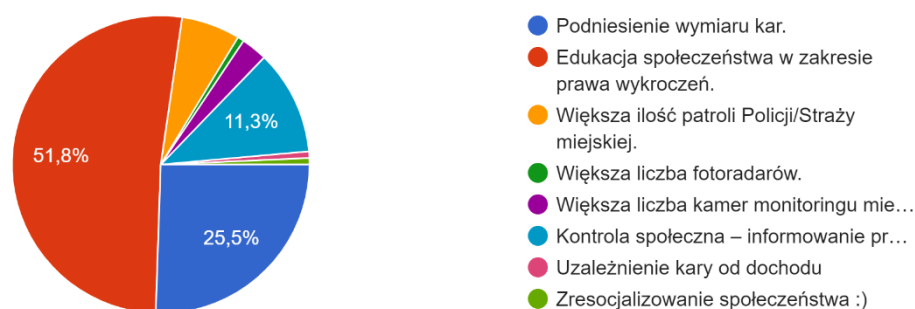 51,8%
11,3%
25,5%
Podniesienie wymiaru kar.
Edukacja społeczeństwa w zakresie
prawa wykroczeń.
Większa ilość patroli Policji/Straży
miejskiej.
Większa liczba fotoradarów.
Większa liczba kamer monitoringu mie…
Kontrola społeczna – informowanie pr…
Uzależnienie kary od dochodu
Zresocjalizowanie społeczeństwa :)